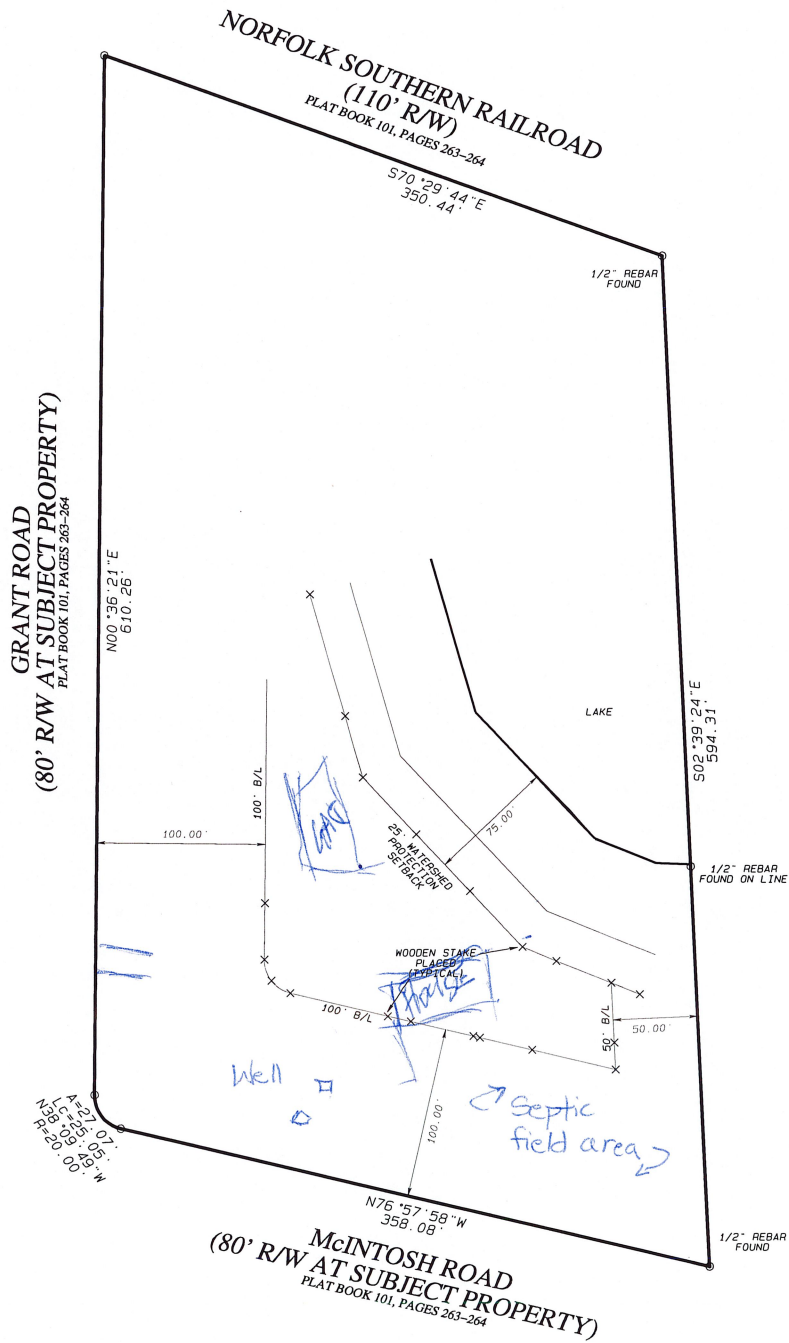 NORFOLK SOUTHERN RAILROAD
(110' R/W)
PLAT BOOK 101, PAGES 263-264
S70°29'44"E
350.44'
1/2" REBAR
FOUND
GRANT ROAD
(80' R/W AT SUBJECT PROPERTY)
PLAT BOOK 101, PAGES 263-264
N00°36'21"E
610.26'
LAKE
S02°39'24"E
594.31'
100' B/L
100.00'
75.00'
25' WATERSHED
PROTECTION
SETBACK
1/2" REBAR
FOUND ON LINE
WOODEN STAKE
PLACED
(TYPICAL)
House
100' B/L
50' B/L
50.00'
Well
100.00'
Septic
field area
A=27.07'
LC=25.05'
N38°09'49"W
R=20.00'
N76°57'58"W
358.08'
McINTOSH ROAD
(80' R/W AT SUBJECT PROPERTY)
PLAT BOOK 101, PAGES 263-264
1/2" REBAR
FOUND